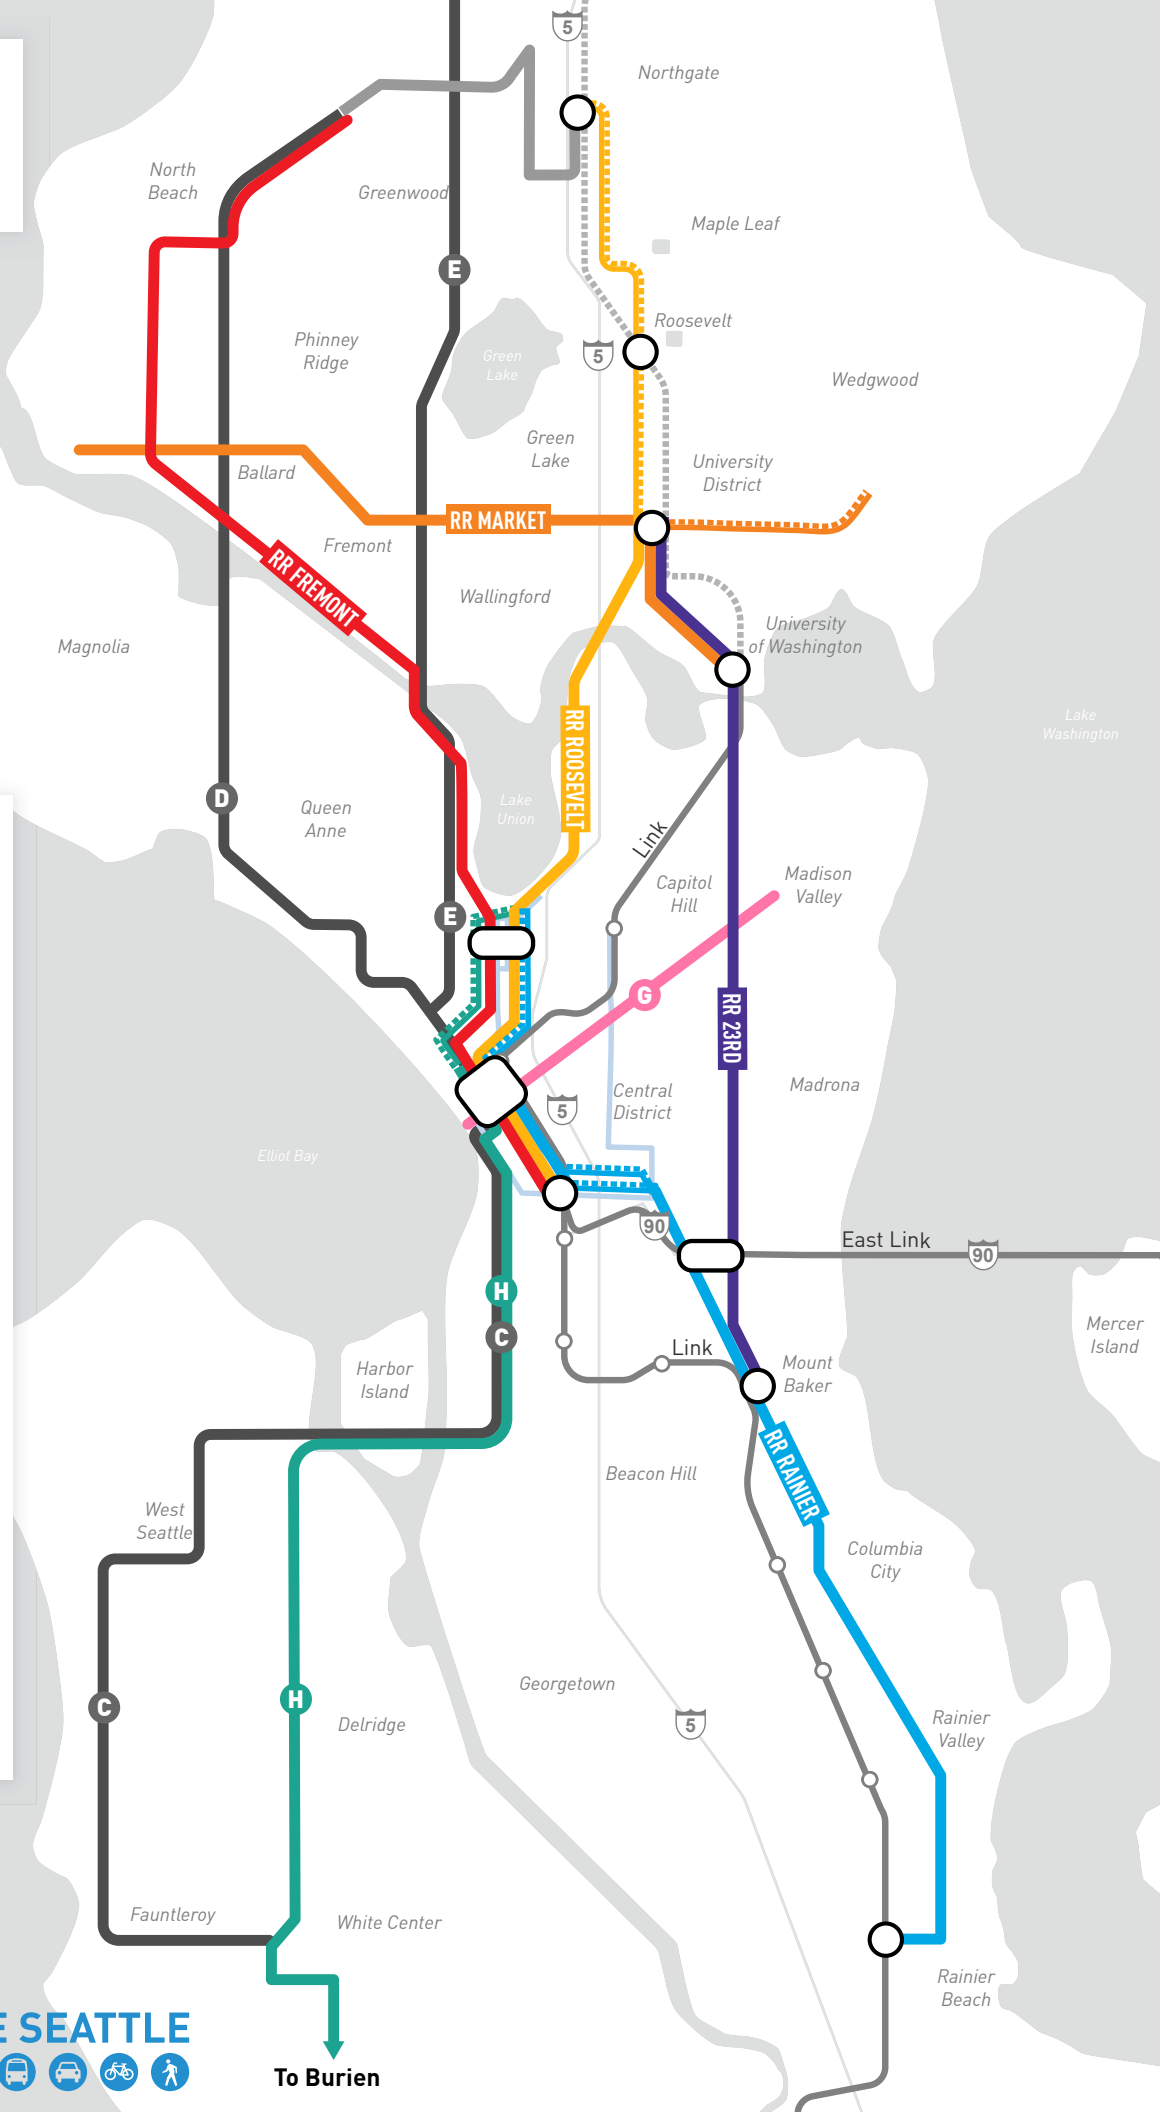 5
Northgate
North
Beach
Greenwood
Maple Leaf
E
Roosevelt
Phinney
Ridge
Green
Lake
5
Wedgwood
Green
Lake
University
District
Ballard
RR MARKET
Fremont
RR FREMONT
Wallingford
University
of Washington
Magnolia
Lake
Washington
RR ROOSEVELT
D
Queen
Anne
Lake
Union
Link
Capitol
Hill
Madison
Valley
E
G
RR 23RD
Central
District
Madrona
5
Elliot Bay
90
East Link
90
H
C
Mercer
Island
Link
Harbor
Island
Mount
Baker
RR RAINIER
Beacon Hill
West
Seattle
Columbia
City
Georgetown
C
H
Delridge
5
Rainier
Valley
Fauntleroy
White Center
Rainier
Beach
E SEATTLE
To Burien